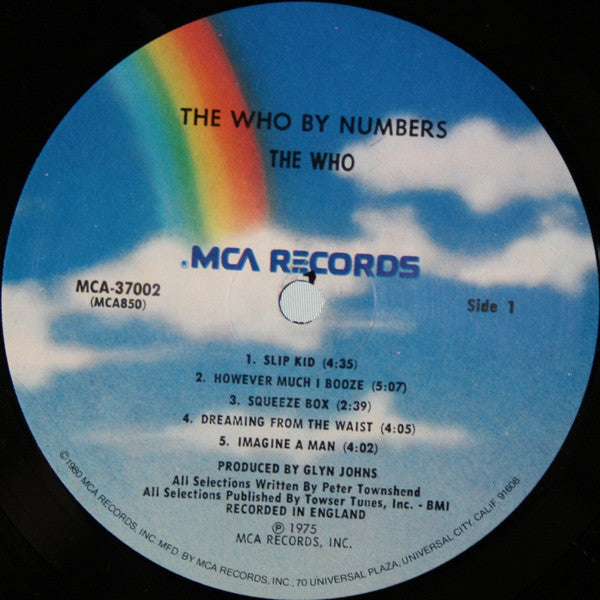 THE WHO BY NUMBERS
THE WHO
®MCA RECORDS
MCA-37002
(MCA850)
Side 1
1. SLIP KID (4:35)
2. HOWEVER MUCH I BOOZE (5:07)
3. SQUEEZE BOX (2:39)
4. DREAMING FROM THE WAIST (4:05)
5. IMAGINE A MAN (4:02)
PRODUCED BY GLYN JOHNS
All Selections Written By Peter Townshend
All Selections Published By Towser Tunes, Inc. - BMI
RECORDED IN ENGLAND
℗ 1975
MCA RECORDS, INC.
©1980 MCA RECORDS, INC. MFD. BY MCA RECORDS, INC., 70 UNIVERSAL PLAZA, UNIVERSAL CITY, CALIF. 91608